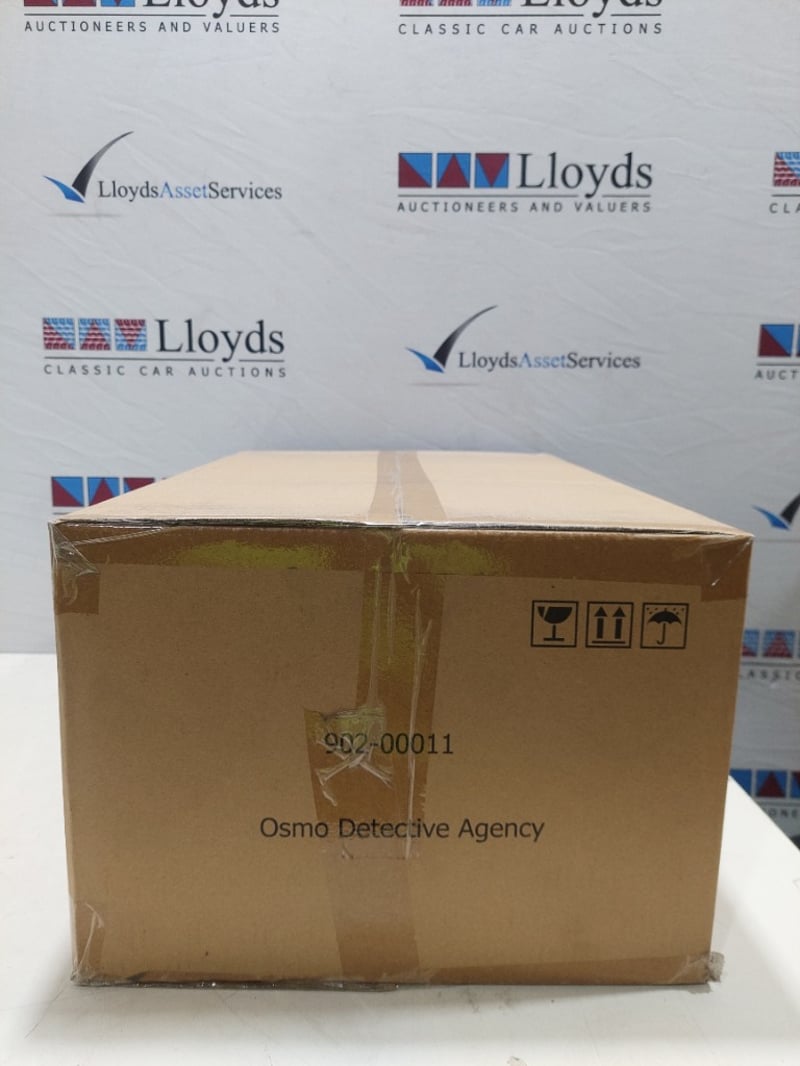 Lloyds
AUCTIONEERS AND VALUERS
Lloyds
CLASSIC CAR AUCTIONS
LloydsAssetServices
Lloyds
AUCTIONEERS AND VALUERS
Lloyds
CLASSIC CAR AUCTIONS
LloydsAssetServices
902-00011
Osmo Detective Agency